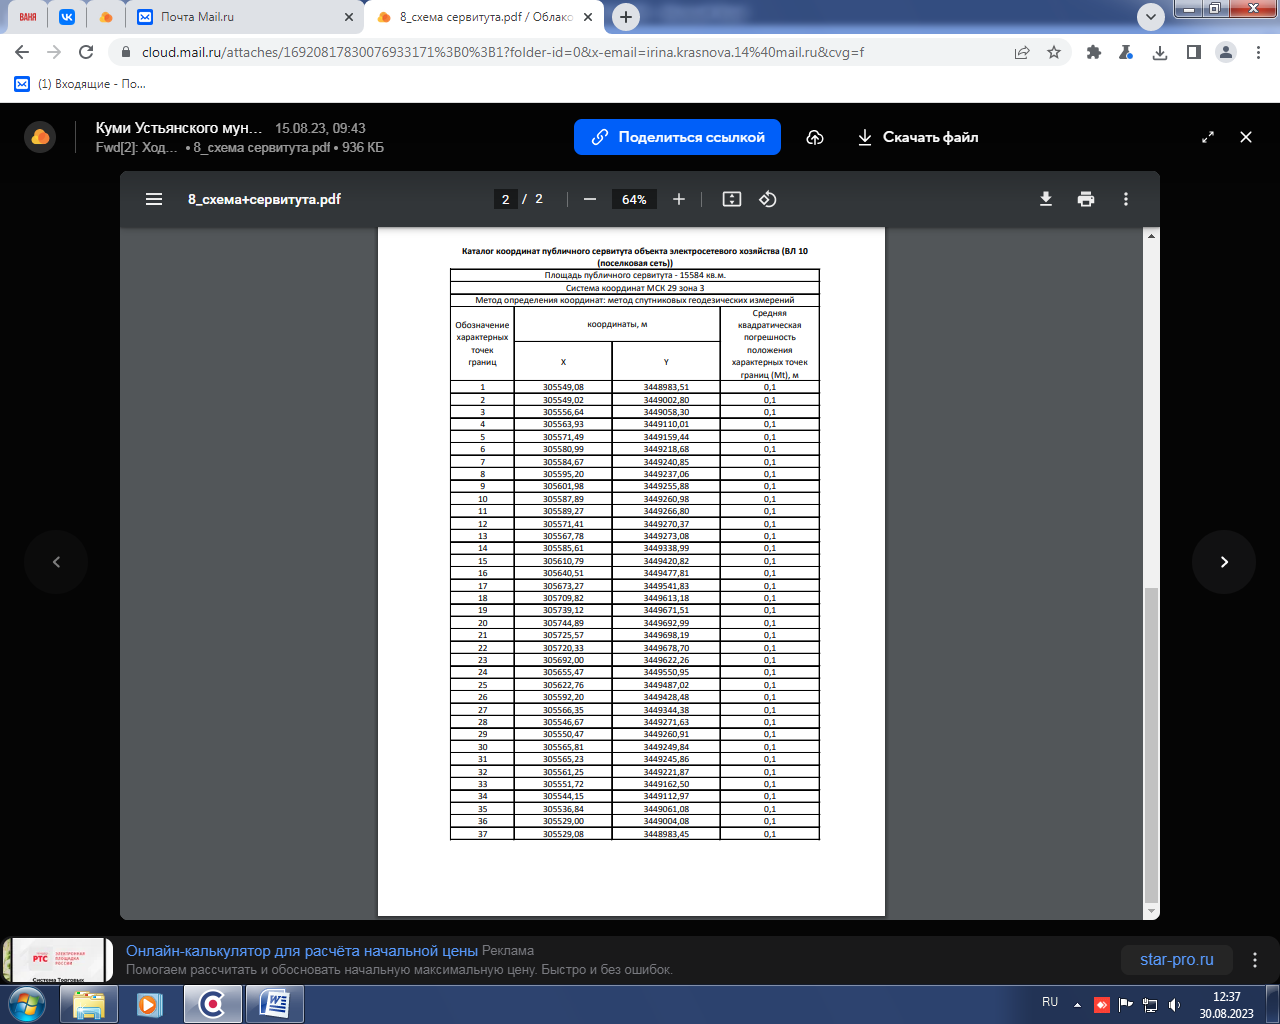 ВАНЯ
Почта Mail.ru
8_схема сервитута.pdf / Облако
cloud.mail.ru/attaches/16920817830076933171%3B0%3B1?folder-id=0&x-email=irina.krasnova.14%40mail.ru&cvg=f
(1) Входящие - По...
Куми Устьянского мун... 15.08.23, 09:43
Fwd[2]: Ход... • 8_схема сервитута.pdf • 936 КБ
Поделиться ссылкой
Скачать файл
8_схема+сервитута.pdf
2 / 2
64%
Каталог координат публичного сервитута объекта электросетевого хозяйства (ВЛ 10
(поселковая сеть))
Площадь публичного сервитута - 15584 кв.м.
Система координат МСК 29 зона 3
Метод определения координат: метод спутниковых геодезических измерений
Обозначение
характерных
точек
границ
координаты, м
X
Y
Средняя
квадратическая
погрешность
положения
характерных точек
границ (Mt), м
1 305549,08 3448983,51 0,1
2 305549,02 3449002,80 0,1
3 305556,64 3449058,30 0,1
4 305563,93 3449110,01 0,1
5 305571,49 3449159,44 0,1
6 305580,99 3449218,68 0,1
7 305584,67 3449240,85 0,1
8 305595,20 3449237,06 0,1
9 305601,98 3449255,88 0,1
10 305587,89 3449260,98 0,1
11 305589,27 3449266,80 0,1
12 305571,41 3449270,37 0,1
13 305567,78 3449273,08 0,1
14 305585,61 3449338,99 0,1
15 305610,79 3449420,82 0,1
16 305640,51 3449477,81 0,1
17 305673,27 3449541,83 0,1
18 305709,82 3449613,18 0,1
19 305739,12 3449671,51 0,1
20 305744,89 3449692,99 0,1
21 305725,57 3449698,19 0,1
22 305720,33 3449678,70 0,1
23 305692,00 3449622,26 0,1
24 305655,47 3449550,95 0,1
25 305622,76 3449487,02 0,1
26 305592,20 3449428,48 0,1
27 305566,35 3449344,38 0,1
28 305546,67 3449271,63 0,1
29 305550,47 3449260,91 0,1
30 305565,81 3449249,84 0,1
31 305565,23 3449245,86 0,1
32 305561,25 3449221,87 0,1
33 305551,72 3449162,50 0,1
34 305544,15 3449112,97 0,1
35 305536,84 3449061,08 0,1
36 305529,00 3449004,08 0,1
37 305529,08 3448983,45 0,1
РТС
ЭЛЕКТРОННАЯ
ПЛОЩАДКА
РОССИИ
Система Торговых
Онлайн-калькулятор для расчёта начальной цены Реклама
Помогаем рассчитать и обосновать начальную максимальную цену. Быстро и без ошибок.
star-pro.ru
RU
12:37
30.08.2023